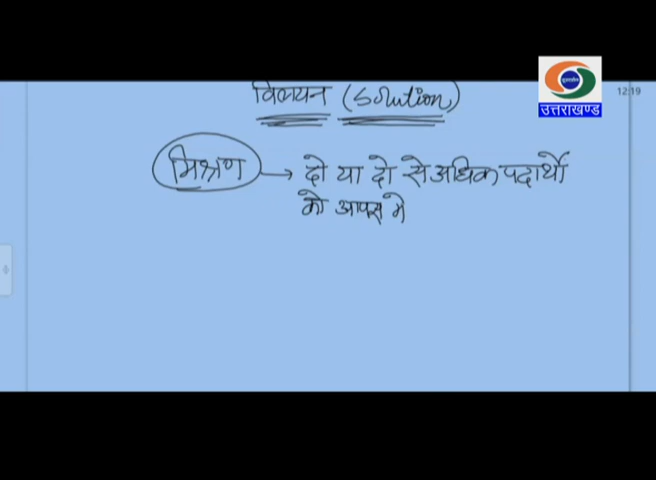 विलयन (Solution)
12:19
उत्तराखण्ड
मिश्रण → दो या दो से अधिक पदार्थो
को आपस मे